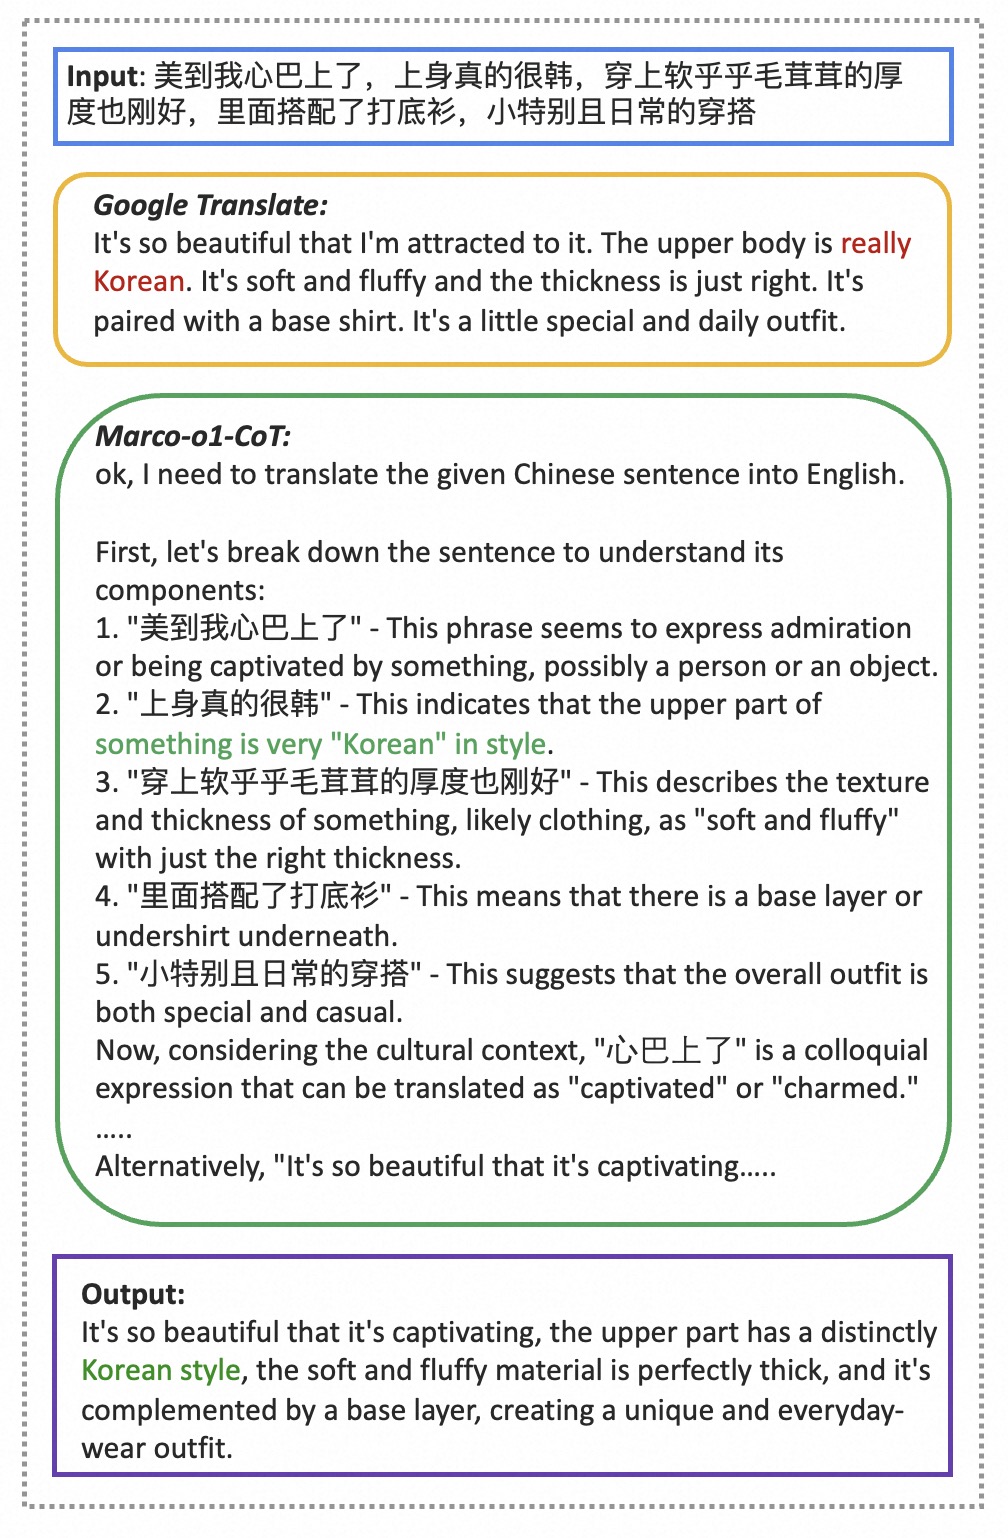 Input: 美到我心巴上了，上身真的很韩，穿上软乎乎毛茸茸的厚
度也刚好，里面搭配了打底衫，小特别且日常的穿搭
Google Translate:
It's so beautiful that I'm attracted to it. The upper body is really
Korean. It's soft and fluffy and the thickness is just right. It's
paired with a base shirt. It's a little special and daily outfit.
Marco-o1-CoT:
ok, I need to translate the given Chinese sentence into English.
First, let's break down the sentence to understand its
components:
1. "美到我心巴上了" - This phrase seems to express admiration
or being captivated by something, possibly a person or an object.
2. "上身真的很韩" - This indicates that the upper part of
something is very "Korean" in style.
3. "穿上软乎乎毛茸茸的厚度也刚好" - This describes the texture
and thickness of something, likely clothing, as "soft and fluffy"
with just the right thickness.
4. "里面搭配了打底衫" - This means that there is a base layer or
undershirt underneath.
5. "小特别且日常的穿搭" - This suggests that the overall outfit is
both special and casual.
Now, considering the cultural context, "心巴上了" is a colloquial
expression that can be translated as "captivated" or "charmed."
…..
Alternatively, "It's so beautiful that it's captivating…..
Output:
It's so beautiful that it's captivating, the upper part has a distinctly
Korean style, the soft and fluffy material is perfectly thick, and it's
complemented by a base layer, creating a unique and everyday-
wear outfit.